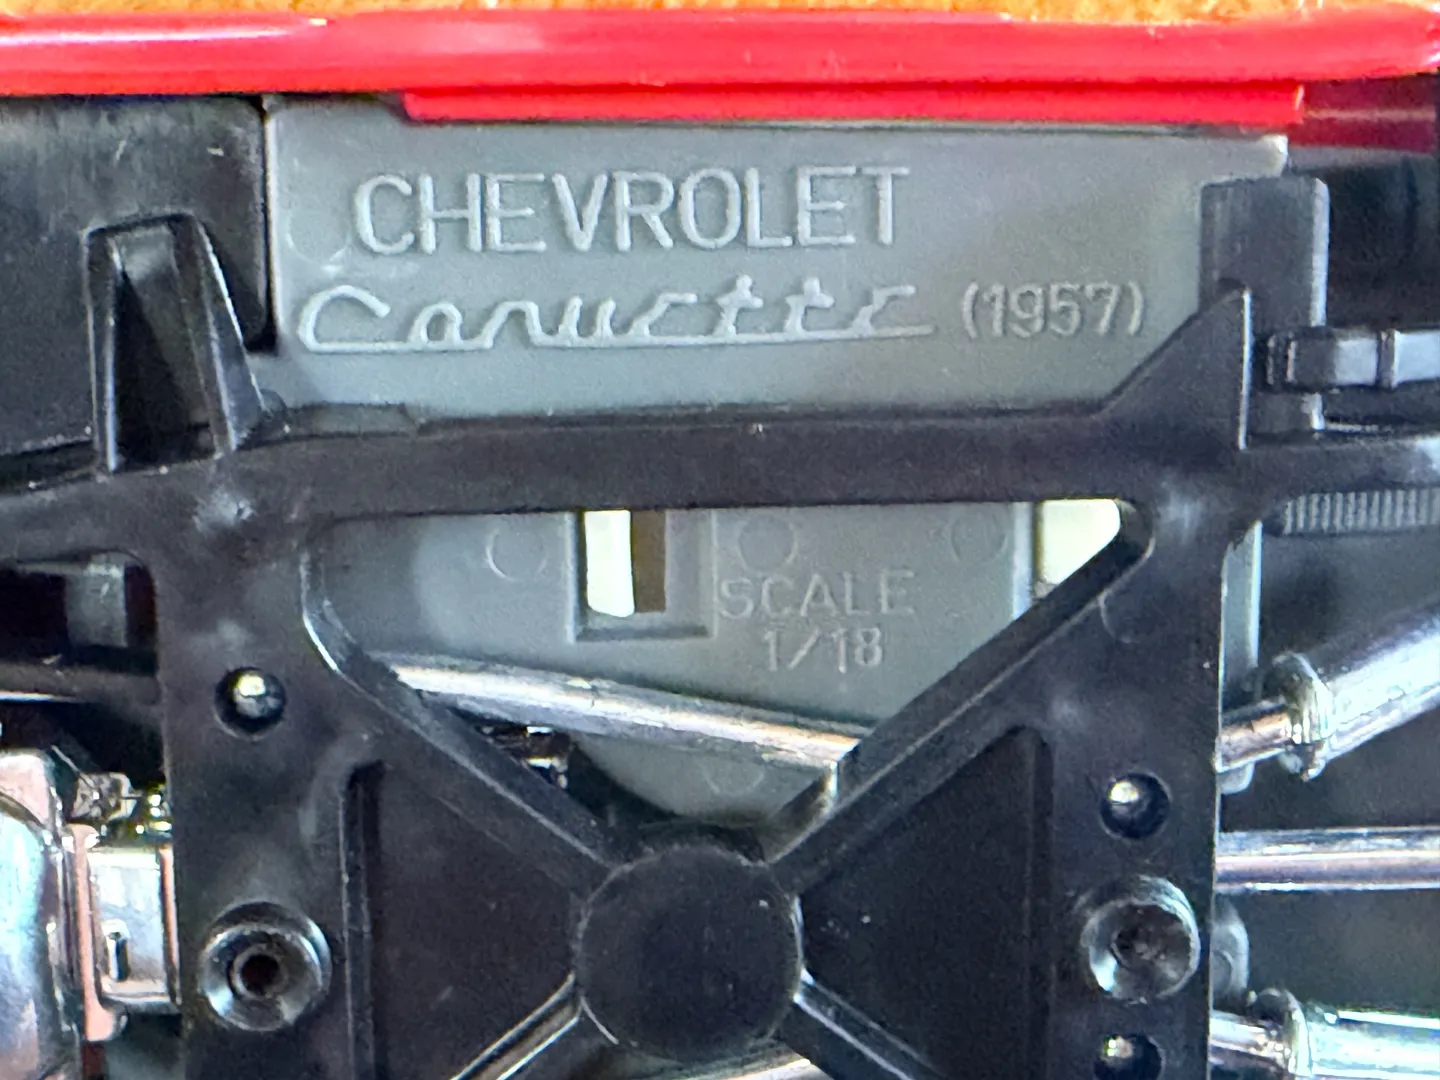 CHEVROLET
Corvette (1957)
SCALE
1/18